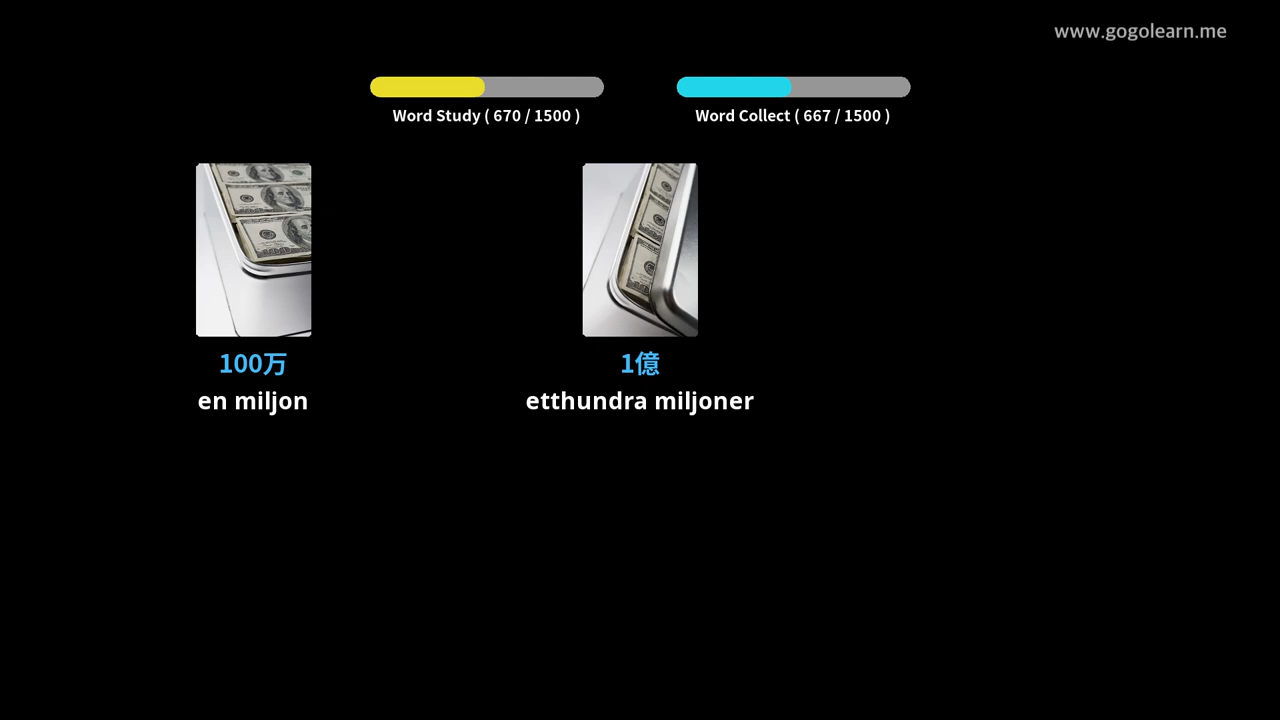 www.gogolearn.me
Word Study ( 670 / 1500 )
Word Collect ( 667 / 1500 )
100万
1億
en miljon
etthundra miljoner